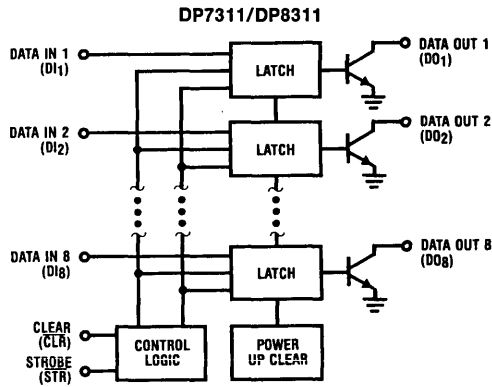 DP7311/DP8311
DATA IN 1
(DI1)
LATCH
DATA OUT 1
(DO1)
DATA IN 2
(DI2)
LATCH
DATA OUT 2
(DO2)
DATA IN 8
(DI8)
LATCH
DATA OUT 8
(DO8)
CLEAR
(CLR)
STROBE
(STR)
CONTROL
LOGIC
POWER
UP CLEAR